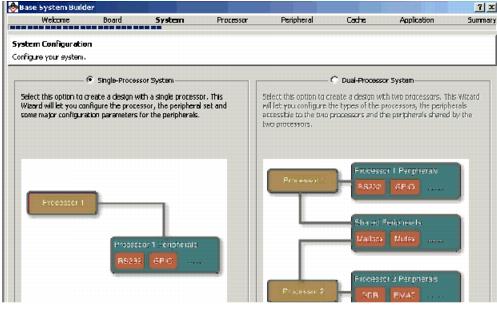 Base System Builder
Welcome Board System Processor Peripheral Cache Application Summary
System Configuration
Configure your system.
Single-Processor System
Select this option to create a design with a single processor. This
Wizard will let you configure the processor, the peripheral set and
some major configuration parameters for the peripherals.
Processor 1
Processor 1 Peripherals
RS232 GPIO ......
Dual-Processor System
Select this option to create a design with two processors. This Wizard
will let you configure the types of the processors, the peripherals
accessible to the two processors and the peripherals shared by the
two processors.
Processor 1
Processor 1 Peripherals
RS232 GPIO ......
Shared Peripherals
Mailbox Mutex ......
Processor 2
Processor 2 Peripherals
DDR EMAC ......